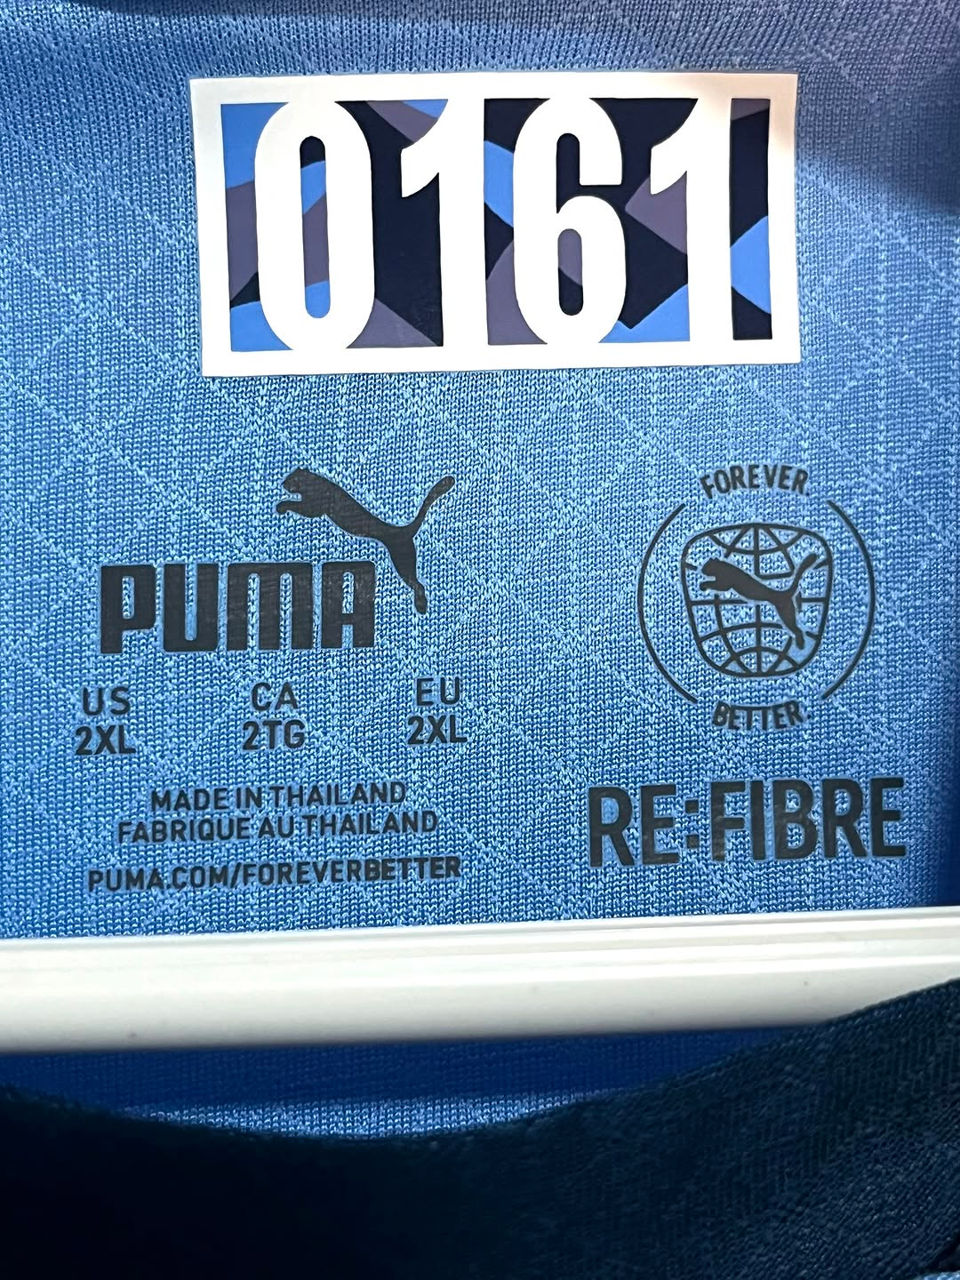 0161
PUMA
US CA EU
2XL 2TG 2XL
MADE IN THAILAND
FABRIQUE AU THAILAND
PUMA.COM/FOREVERBETTER
FOREVER.
BETTER.
RE:FIBRE